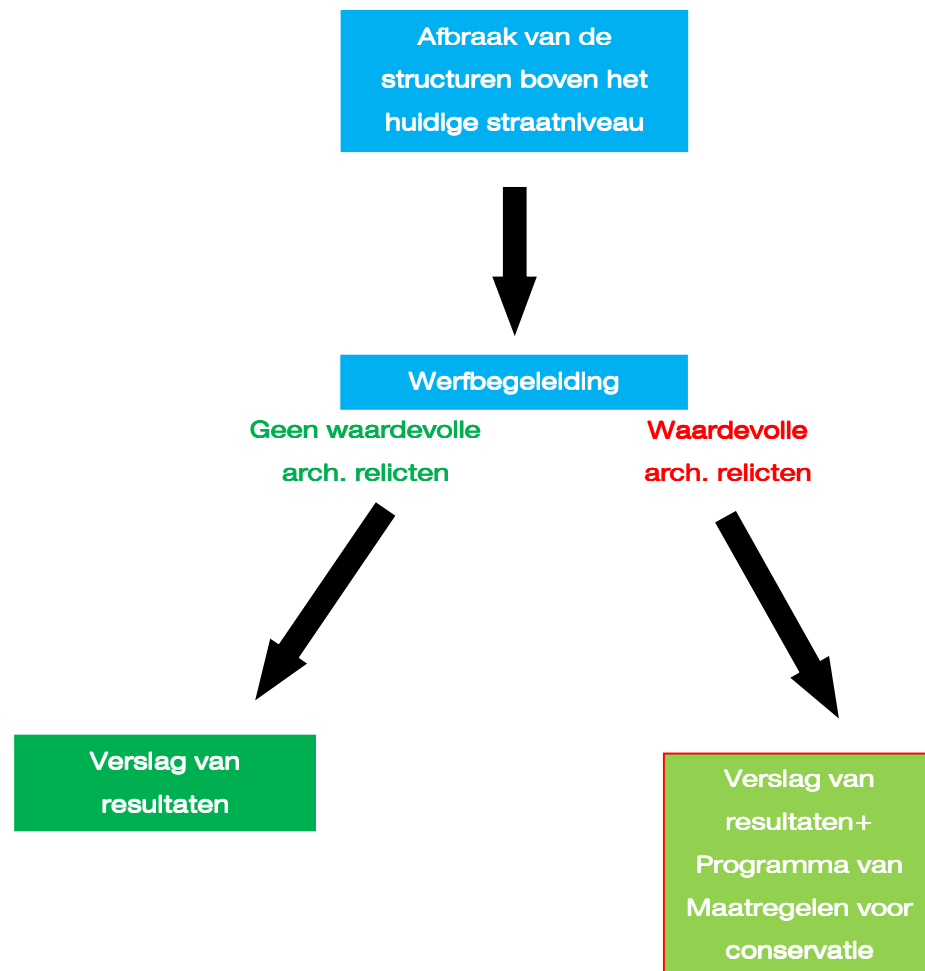 Afbraak van de
structuren boven het
huidige straatniveau
Werfbegeleiding
Geen waardevolle
arch. relicten
Waardevolle
arch. relicten
Verslag van
resultaten
Verslag van
resultaten+
Programma van
Maatregelen voor
conservatie